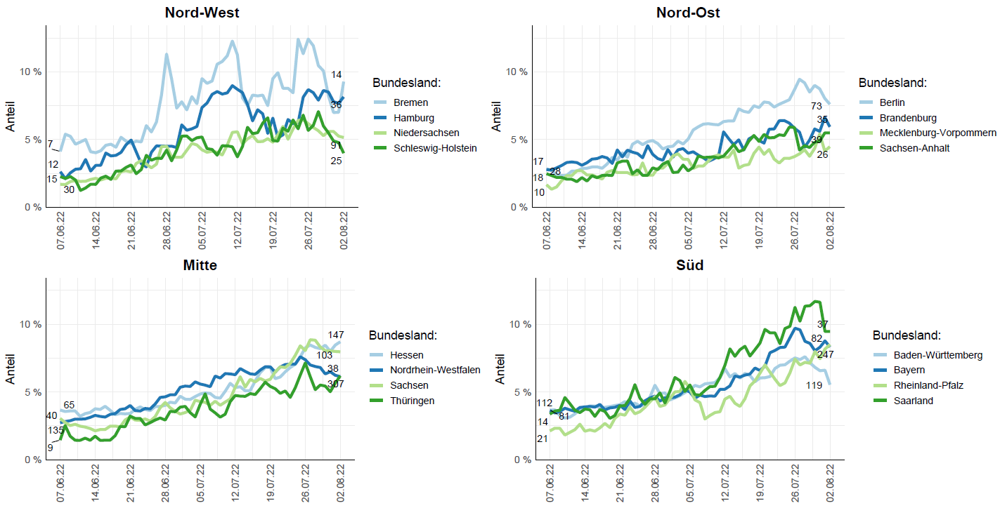 Nord-West
Anteil
10 %
5 %
0 %
7
12
15
30
14
36
91
25
07.06.22
14.06.22
21.06.22
28.06.22
05.07.22
12.07.22
19.07.22
26.07.22
02.08.22
Bundesland:
Bremen
Hamburg
Niedersachsen
Schleswig-Holstein
Nord-Ost
Anteil
10 %
5 %
0 %
17
28
18
10
73
35
39
26
07.06.22
14.06.22
21.06.22
28.06.22
05.07.22
12.07.22
19.07.22
26.07.22
02.08.22
Bundesland:
Berlin
Brandenburg
Mecklenburg-Vorpommern
Sachsen-Anhalt
Mitte
Anteil
10 %
5 %
0 %
65
40
135
9
147
103
38
307
07.06.22
14.06.22
21.06.22
28.06.22
05.07.22
12.07.22
19.07.22
26.07.22
02.08.22
Bundesland:
Hessen
Nordrhein-Westfalen
Sachsen
Thüringen
Süd
Anteil
10 %
5 %
0 %
112
81
14
21
37
82
247
119
07.06.22
14.06.22
21.06.22
28.06.22
05.07.22
12.07.22
19.07.22
26.07.22
02.08.22
Bundesland:
Baden-Württemberg
Bayern
Rheinland-Pfalz
Saarland